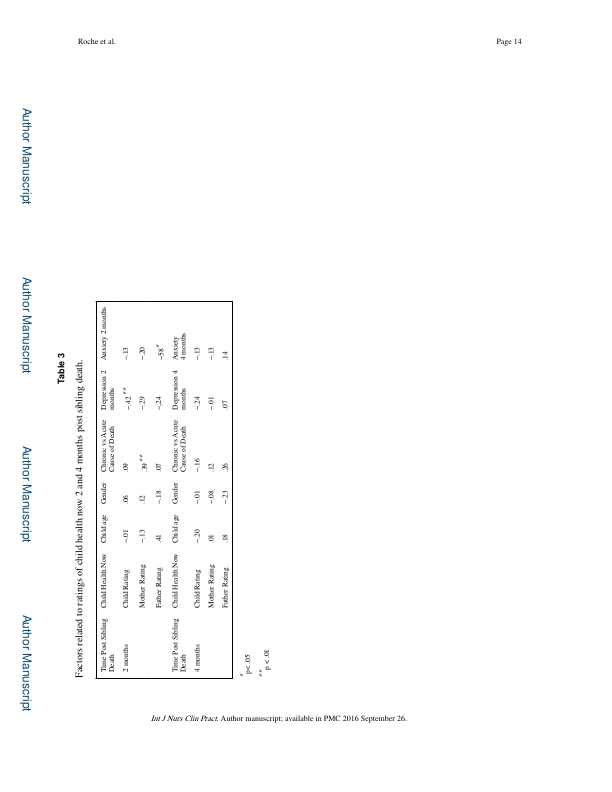 Roche et al.
Page 14
Author Manuscript
Author Manuscript
Author Manuscript
Author Manuscript
Table 3
Factors related to ratings of child health now 2 and 4 months post sibling death.
Time Post Sibling Death Child Health Now Child age Gender Chronic vs Acute Cause of Death Depression 2 months Anxiety 2 months
2 months Child Rating −.01 .06 .09 −.42## −.13
Mother Rating −.13 .12 .39## −.29 −.20
Father Rating .41 −.18 .07 −.24 −58#
Time Post Sibling Death Child Health Now Child age Gender Chronic vs Acute Cause of Death Depression 4 months Anxiety 4 months
4 months Child Rating −.20 −.01 −.16 −.24 −.13
Mother Rating .01 −.08 .12 −.01 −.13
Father Rating .18 −.23 .26 .07 .14
# p< .05
## p < .01
Int J Nurs Clin Pract. Author manuscript; available in PMC 2016 September 26.